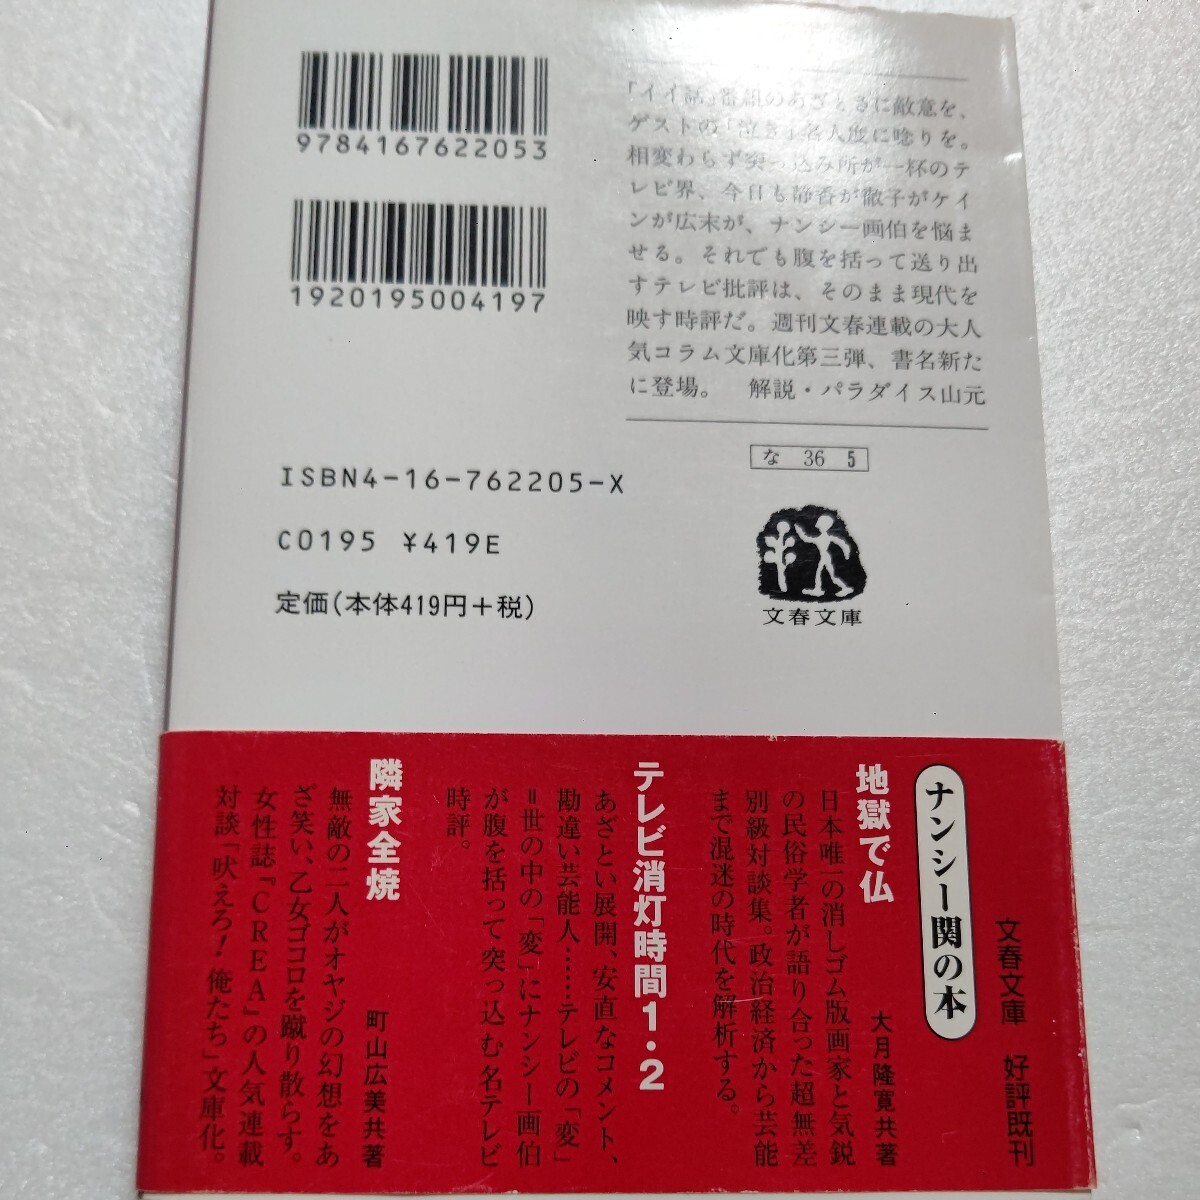 9784167622053
1920195004197
「イイ話」番組のあざとさに敵意を、
ゲストの「泣き」名人度に唸りを。
相変わらず突っ込み所が一杯のテ
レビ界、今日も静香が徹子がケイ
ンが広末が、ナンシー画伯を悩ま
せる。それでも腹を括って送り出
すテレビ批評は、そのまま現代を
映す時評だ。週刊文春連載の大人
気コラム文庫化第三弾、書名新た
に登場。　解説・パラダイス山元
な 36 5
ISBN4-16-762205-X
C0195 ¥419E
定価(本体419円+税)
文春文庫
文春文庫　好評既刊
ナンシー関の本
地獄で仏
大月隆寛共著
日本唯一の消しゴム版画家と気鋭
の民俗学者が語り合った超無差
別級対談集。政治経済から芸能
まで混迷の時代を解析する。
テレビ消灯時間1・2
あざとい展開、安直なコメント、
勘違い芸能人……テレビの「変」
=世の中の「変」にナンシー画伯
が腹を括って突っ込む名テレビ
時評。
隣家全焼
町山広美共著
無敵の二人がオヤジの幻想をあ
ざ笑い、乙女ゴコロを蹴り散らす。
女性誌『CREA』の人気連載
対談「吠えろ!俺たち」文庫化。